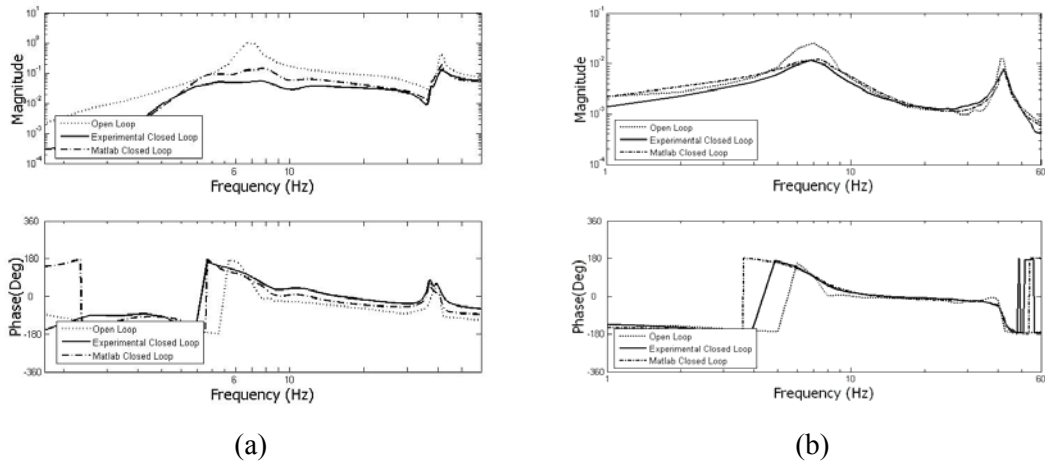 10^1
10^0
10^-1
10^-2
10^-3
10^-4
Magnitude
Open Loop
Experimental Closed Loop
Matlab Closed Loop
6
10
Frequency (Hz)
360
180
0
-180
-360
Phase(Deg)
Open Loop
Experimental Closed Loop
Matlab Closed Loop
6
10
Frequency (Hz)
(a)
10^-1
10^-2
10^-3
10^-4
Magnitude
Open Loop
Experimental Closed Loop
Matlab Closed Loop
1
10
60
Frequency (Hz)
360
180
0
-180
-360
Phase(Deg)
Open Loop
Experimental Closed Loop
Matlab Closed Loop
1
10
60
Frequency (Hz)
(b)